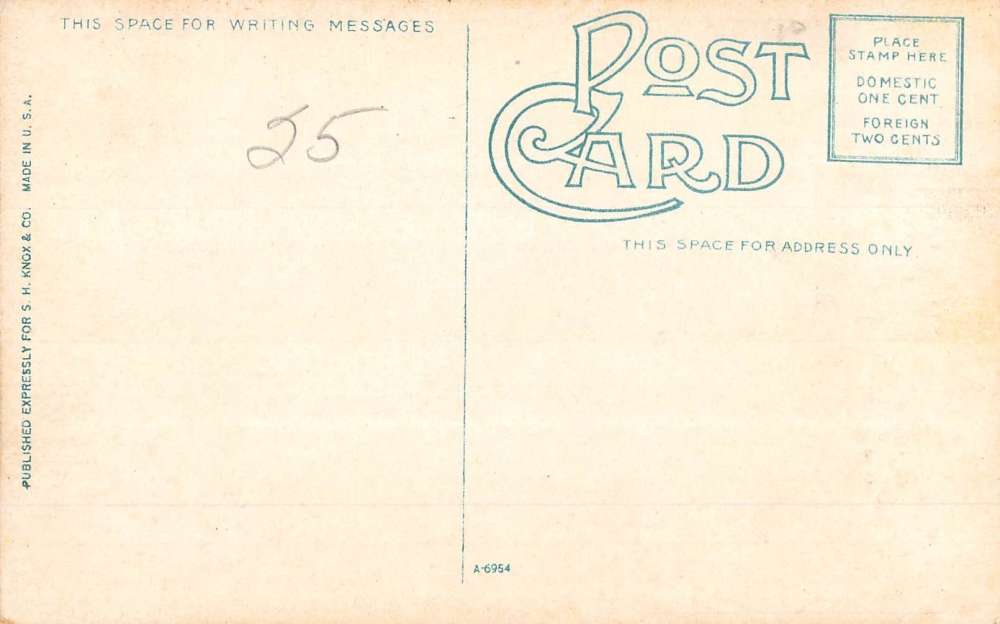 THIS SPACE FOR WRITING MESSAGES
25
PUBLISHED EXPRESSLY FOR S. H. KNOX & CO. MADE IN U. S. A.
POST
CARD
PLACE
STAMP HERE
DOMESTIC
ONE CENT
FOREIGN
TWO CENTS
THIS SPACE FOR ADDRESS ONLY
A-6954